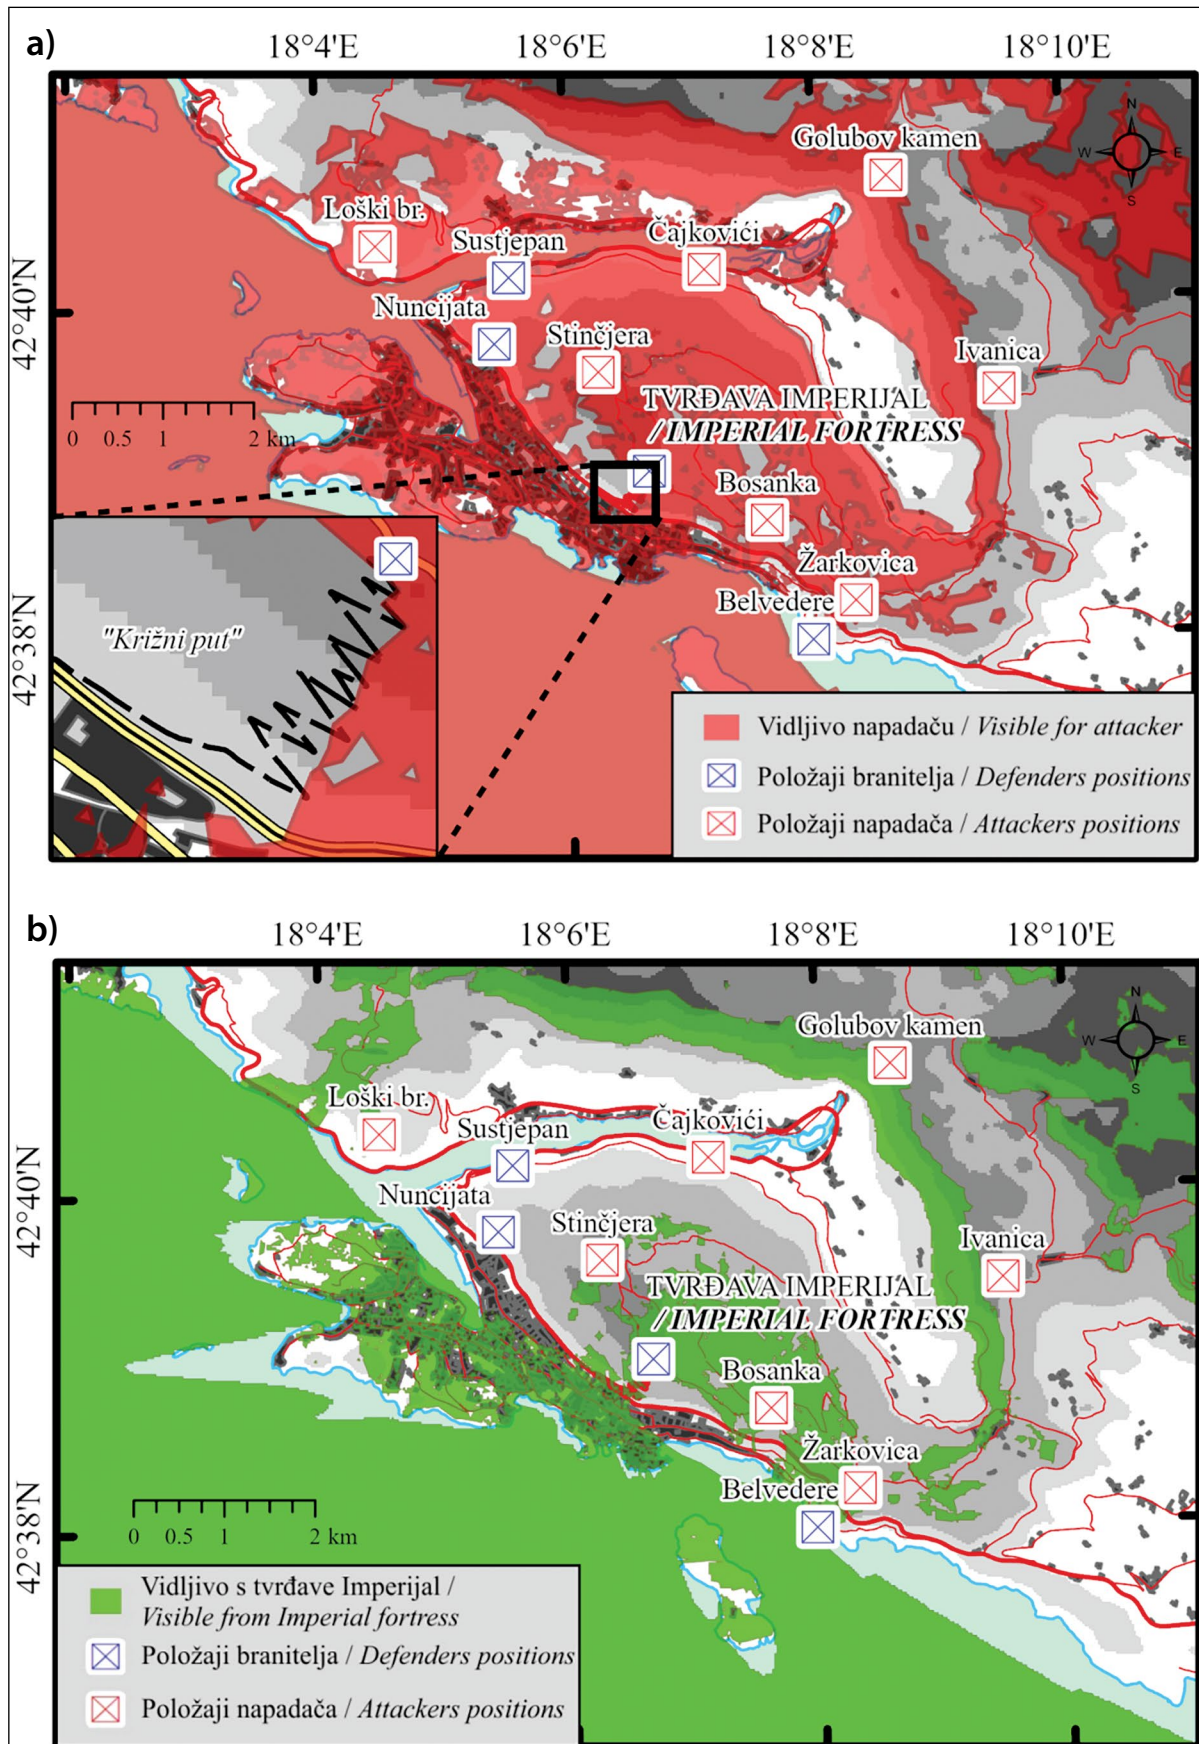 a)
18°4'E 18°6'E 18°8'E 18°10'E
N
W E
S
Golubov kamen
Loški br.
Sustjepan
Čajkovići
42°40'N
Nuncijata
Stinčjera
Ivanica
TVRĐAVA IMPERIJAL
/ IMPERIAL FORTRESS
0 0.5 1 2 km
Bosanka
Žarkovica
Belvedere
42°38'N
"Križni put"
Vidljivo napadaču / Visible for attacker
Položaji branitelja / Defenders positions
Položaji napadača / Attackers positions
b)
18°4'E 18°6'E 18°8'E 18°10'E
N
W E
S
Golubov kamen
Loški br.
Sustjepan
Čajkovići
42°40'N
Nuncijata
Stinčjera
Ivanica
TVRĐAVA IMPERIJAL
/ IMPERIAL FORTRESS
Bosanka
Žarkovica
Belvedere
42°38'N
0 0.5 1 2 km
Vidljivo s tvrđave Imperijal /
Visible from Imperial fortress
Položaji branitelja / Defenders positions
Položaji napadača / Attackers positions